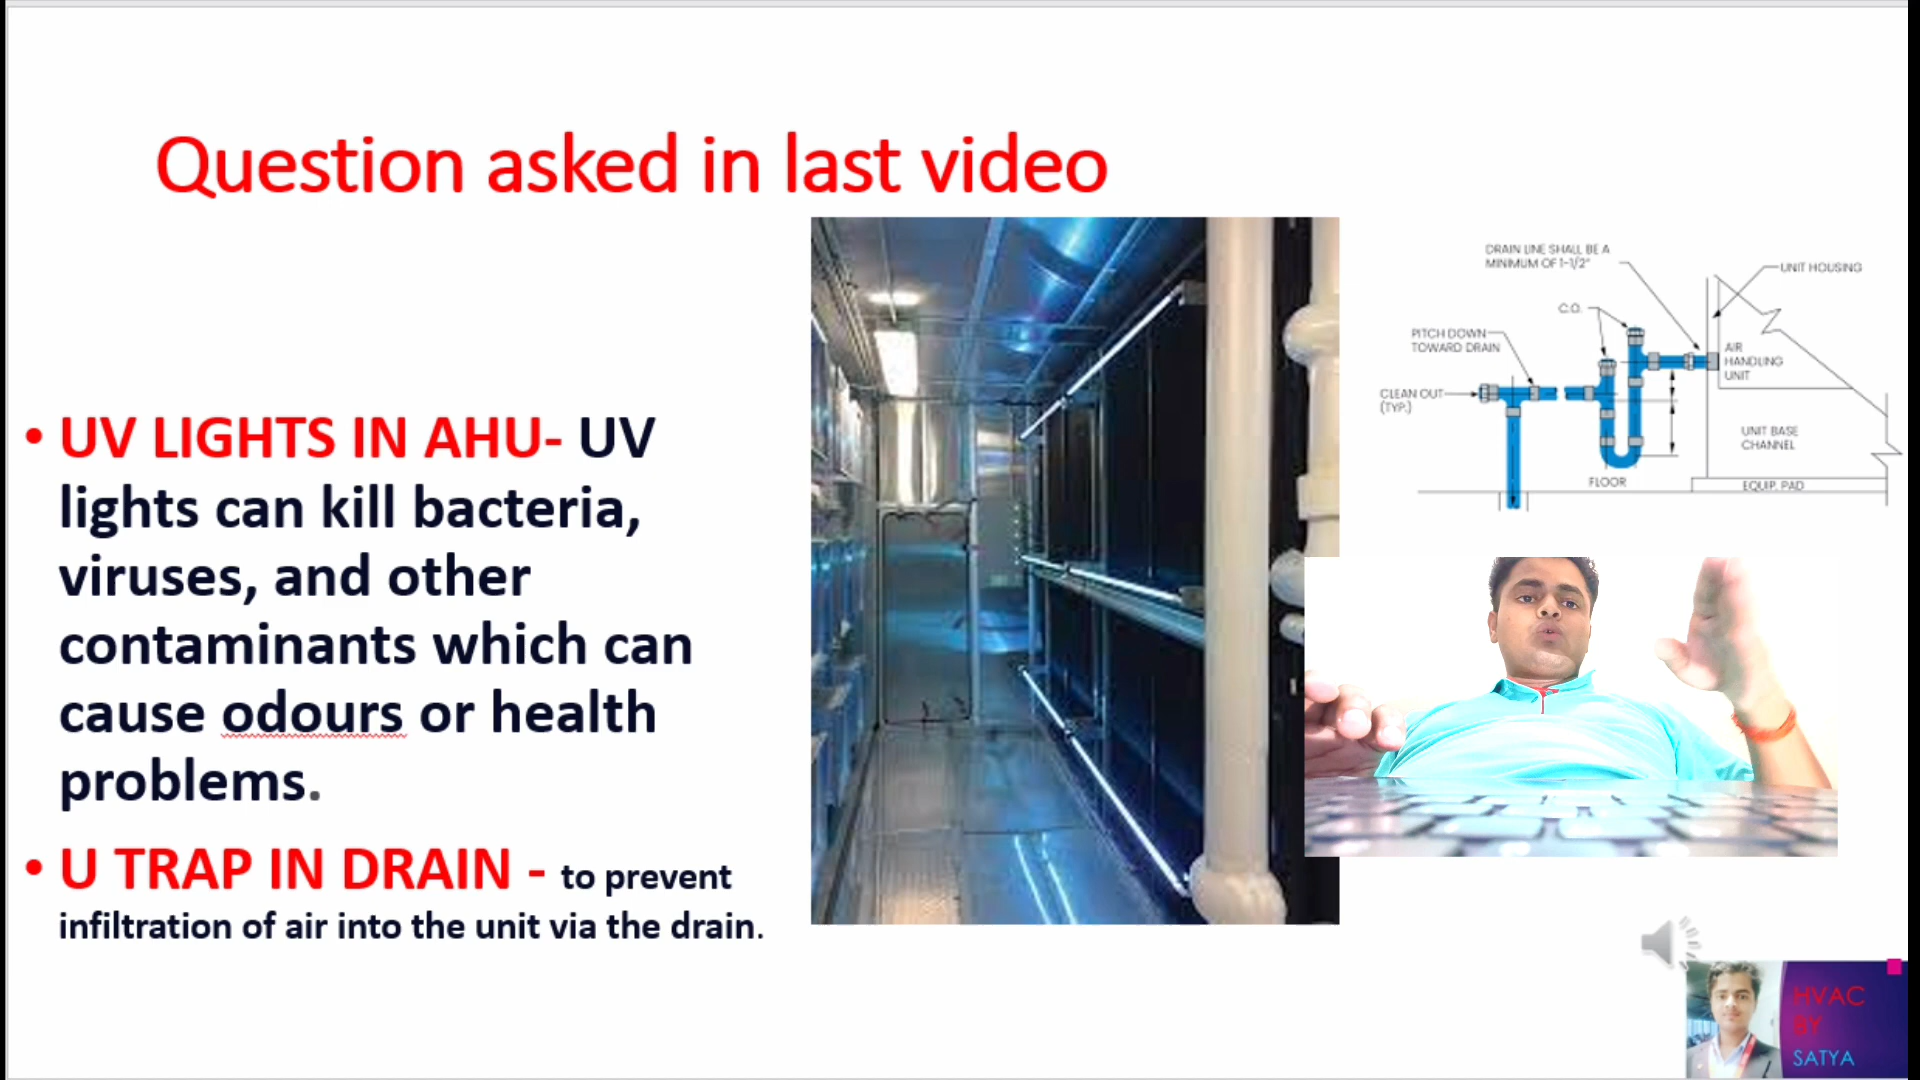 Question asked in last video
• UV LIGHTS IN AHU- UV
lights can kill bacteria,
viruses, and other
contaminants which can
cause odours or health
problems.
• U TRAP IN DRAIN - to prevent
infiltration of air into the unit via the drain.
DRAIN LINE SHALL BE A
MINIMUM OF 1-1/2"
UNIT HOUSING
C.O.
PITCH DOWN
TOWARD DRAIN
AIR
HANDLING
UNIT
CLEAN OUT
(TYP.)
UNIT BASE
CHANNEL
FLOOR
EQUIP. PAD
HVAC
BY
SATYA